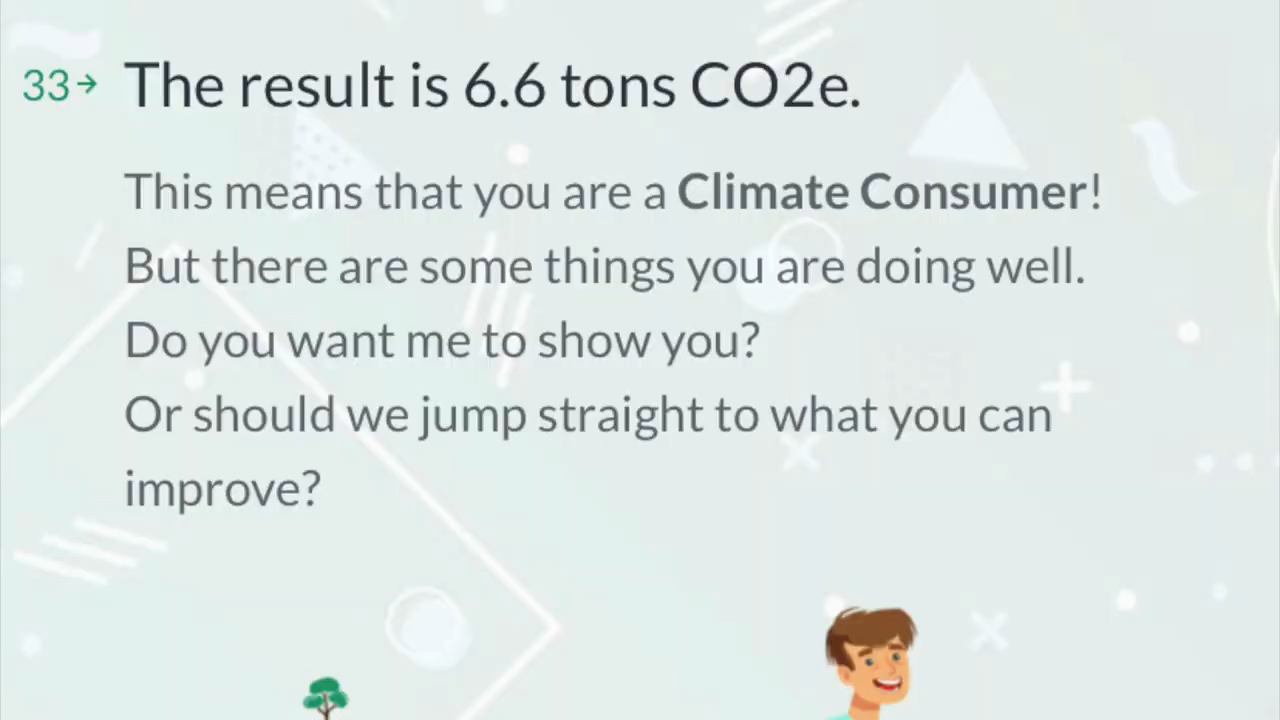 33→ The result is 6.6 tons CO2e.
This means that you are a Climate Consumer!
But there are some things you are doing well.
Do you want me to show you?
Or should we jump straight to what you can
improve?